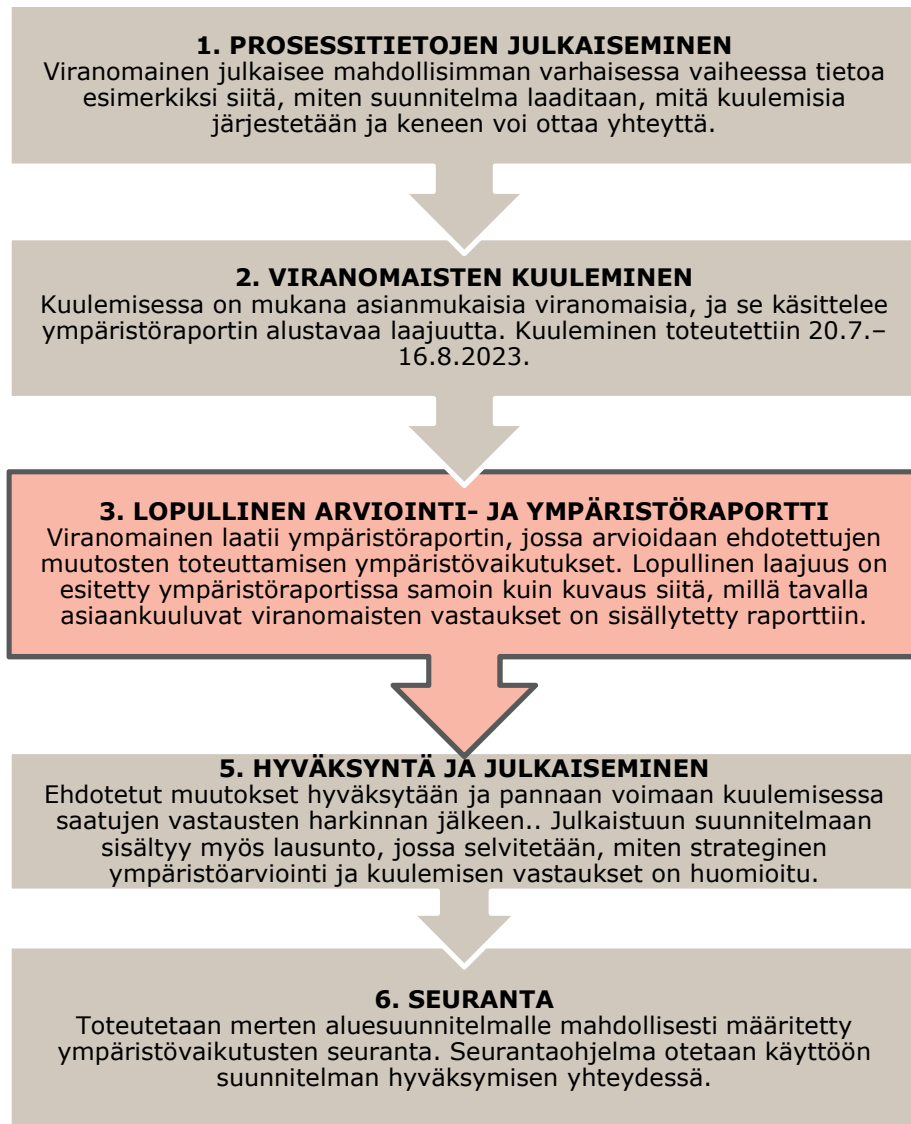 1. PROSESSITIETOJEN JULKAISEMINEN
Viranomainen julkaisee mahdollisimman varhaisessa vaiheessa tietoa
esimerkiksi siitä, miten suunnitelma laaditaan, mitä kuulemisia
järjestetään ja keneen voi ottaa yhteyttä.
2. VIRANOMAISTEN KUULEMINEN
Kuulemisessa on mukana asianmukaisia viranomaisia, ja se käsittelee
ympäristöraportin alustavaa laajuutta. Kuuleminen toteutettiin 20.7.–
16.8.2023.
3. LOPULLINEN ARVIOINTI- JA YMPÄRISTÖRAPORTTI
Viranomainen laatii ympäristöraportin, jossa arvioidaan ehdotettujen
muutosten toteuttamisen ympäristövaikutukset. Lopullinen laajuus on
esitetty ympäristöraportissa samoin kuin kuvaus siitä, millä tavalla
asiaankuuluvat viranomaisten vastaukset on sisällytetty raporttiin.
5. HYVÄKSYNTÄ JA JULKAISEMINEN
Ehdotetut muutokset hyväksytään ja pannaan voimaan kuulemisessa
saatujen vastausten harkinnan jälkeen.. Julkaistuun suunnitelmaan
sisältyy myös lausunto, jossa selvitetään, miten strateginen
ympäristöarviointi ja kuulemisen vastaukset on huomioitu.
6. SEURANTA
Toteutetaan merten aluesuunnitelmalle mahdollisesti määritetty
ympäristövaikutusten seuranta. Seurantaohjelma otetaan käyttöön
suunnitelman hyväksymisen yhteydessä.